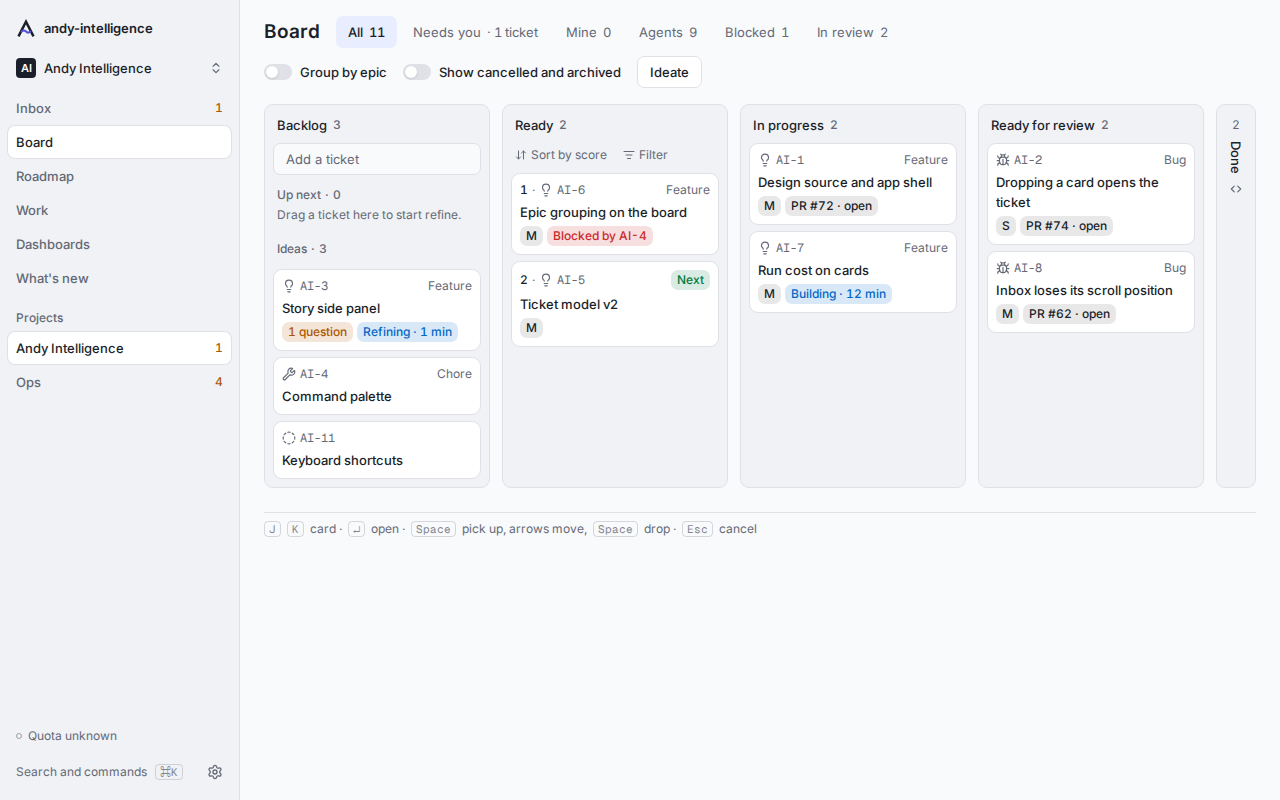 andy-intelligence
AI Andy Intelligence
Inbox 1
Board
Roadmap
Work
Dashboards
What's new
Projects
Andy Intelligence 1
Ops 4
Quota unknown
Search and commands ⌘K
Board All 11 Needs you · 1 ticket Mine 0 Agents 9 Blocked 1 In review 2
Group by epic Show cancelled and archived Ideate
Backlog 3
Add a ticket
Up next · 0
Drag a ticket here to start refine.
Ideas · 3
AI-3 Feature
Story side panel
1 question Refining · 1 min
AI-4 Chore
Command palette
AI-11
Keyboard shortcuts
Ready 2
Sort by score Filter
1 · AI-6 Feature
Epic grouping on the board
M Blocked by AI-4
2 · AI-5 Next
Ticket model v2
M
In progress 2
AI-1 Feature
Design source and app shell
M PR #72 · open
AI-7 Feature
Run cost on cards
M Building · 12 min
Ready for review 2
AI-2 Bug
Dropping a card opens the
ticket
S PR #74 · open
AI-8 Bug
Inbox loses its scroll position
M PR #62 · open
2
Done
J K card · ↵ open · Space pick up, arrows move, Space drop · Esc cancel